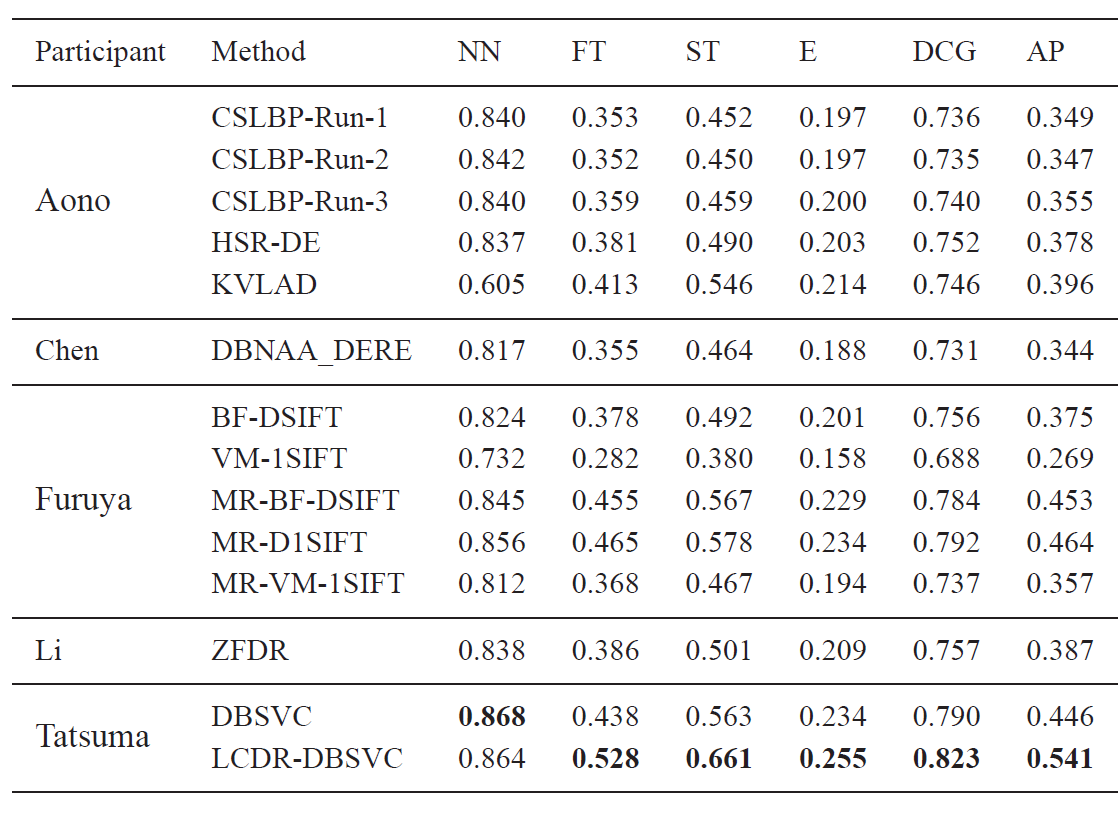 Participant Method NN FT ST E DCG AP
CSLBP-Run-1 0.840 0.353 0.452 0.197 0.736 0.349
CSLBP-Run-2 0.842 0.352 0.450 0.197 0.735 0.347
Aono CSLBP-Run-3 0.840 0.359 0.459 0.200 0.740 0.355
HSR-DE 0.837 0.381 0.490 0.203 0.752 0.378
KVLAD 0.605 0.413 0.546 0.214 0.746 0.396
Chen DBNAA_DERE 0.817 0.355 0.464 0.188 0.731 0.344
BF-DSIFT 0.824 0.378 0.492 0.201 0.756 0.375
VM-1SIFT 0.732 0.282 0.380 0.158 0.688 0.269
Furuya MR-BF-DSIFT 0.845 0.455 0.567 0.229 0.784 0.453
MR-D1SIFT 0.856 0.465 0.578 0.234 0.792 0.464
MR-VM-1SIFT 0.812 0.368 0.467 0.194 0.737 0.357
Li ZFDR 0.838 0.386 0.501 0.209 0.757 0.387
Tatsuma DBSVC 0.868 0.438 0.563 0.234 0.790 0.446
LCDR-DBSVC 0.864 0.528 0.661 0.255 0.823 0.541